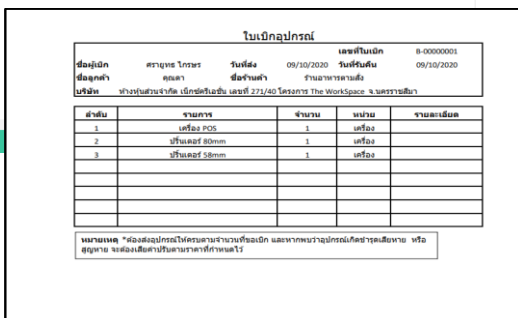 ใบเบิกอุปกรณ์
เลขที่ใบเบิก B-00000001
ชื่อผู้เบิก ศรายุทธ ไกรษร วันที่ส่ง 09/10/2020 วันที่รับคืน 09/10/2020
ชื่อลูกค้า คุณดา ชื่อร้านค้า ร้านอาหารตามสั่ง
บริษัท ห้างหุ้นส่วนจำกัด เน็กซ์ครีเอชั่น เลขที่ 271/40 โครงการ The WorkSpace จ.นครราชสีมา
ลำดับ รายการ จำนวน หน่วย รายละเอียด
1 เครื่อง POS 1 เครื่อง
2 ปริ้นเตอร์ 80mm 1 เครื่อง
3 ปริ้นเตอร์ 58mm 1 เครื่อง
หมายเหตุ *ต้องส่งอุปกรณ์ให้ครบตามจำนวนที่ขอเบิก และหากพบว่าอุปกรณ์เกิดชำรุดเสียหาย หรือ
สูญหาย จะต้องเสียค่าปรับตามราคาที่กำหนดไว้